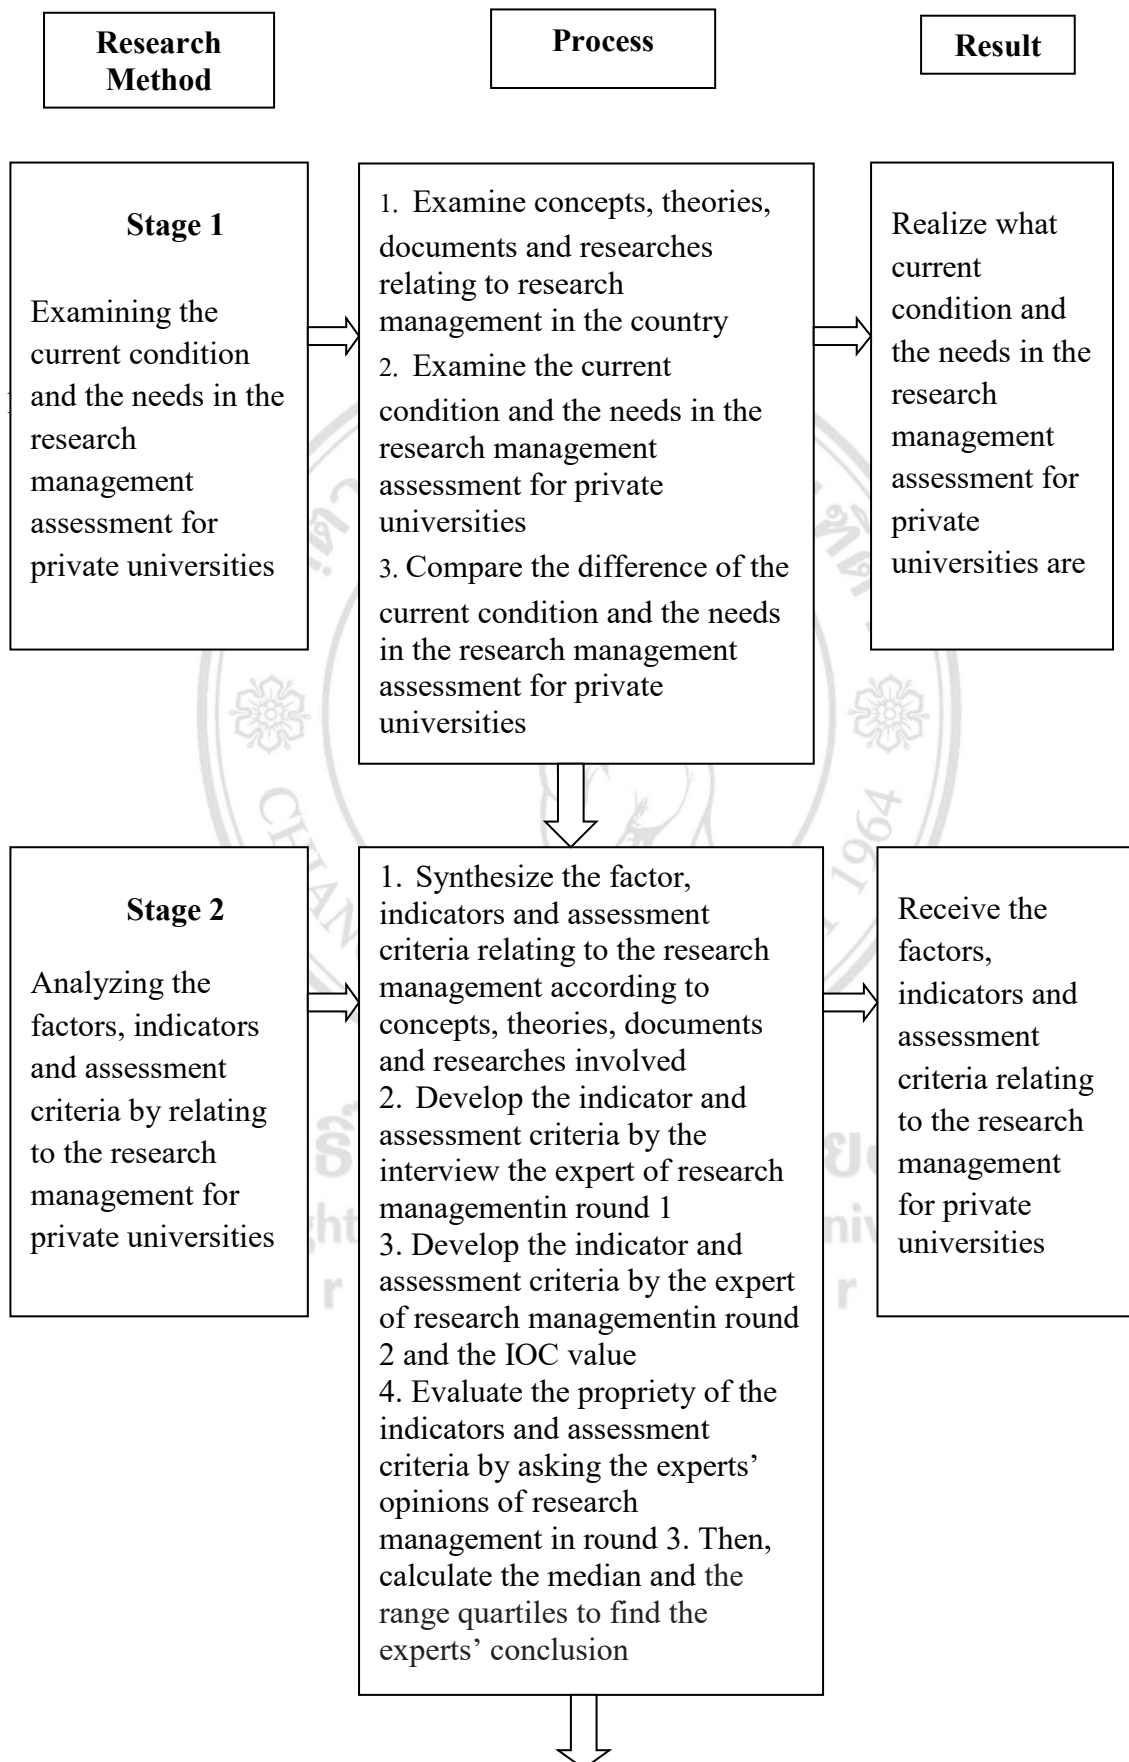 Research
Method
Process
Result
Stage 1
Examining the
current condition
and the needs in the
research
management
assessment for
private universities
1. Examine concepts, theories,
documents and researches
relating to research
management in the country
2. Examine the current
condition and the needs in the
research management
assessment for private
universities
3. Compare the difference of the
current condition and the needs
in the research management
assessment for private
universities
Realize what
current
condition and
the needs in the
research
management
assessment for
private
universities are
Stage 2
Analyzing the
factors, indicators
and assessment
criteria by relating
to the research
management for
private universities
1. Synthesize the factor,
indicators and assessment
criteria relating to the research
management according to
concepts, theories, documents
and researches involved
2. Develop the indicator and
assessment criteria by the
interview the expert of research
managementin round 1
3. Develop the indicator and
assessment criteria by the expert
of research managementin round
2 and the IOC value
4. Evaluate the propriety of the
indicators and assessment
criteria by asking the experts’
opinions of research
management in round 3. Then,
calculate the median and the
range quartiles to find the
experts’ conclusion
Receive the
factors,
indicators and
assessment
criteria relating
to the research
management
for private
universities
1964